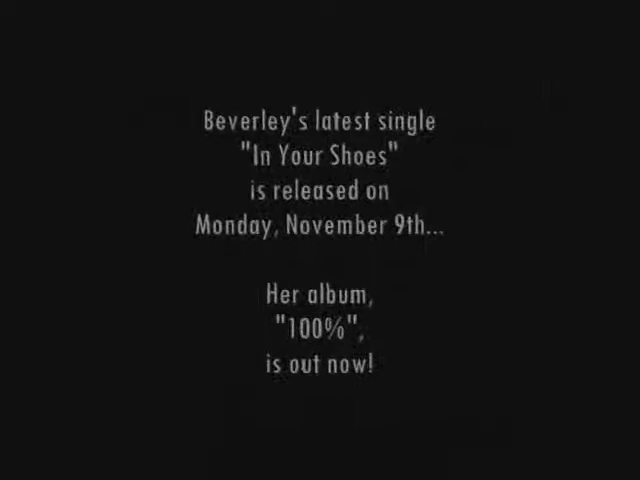 Beverley's latest single
"In Your Shoes"
is released on
Monday, November 9th...
Her album,
"100%",
is out now!